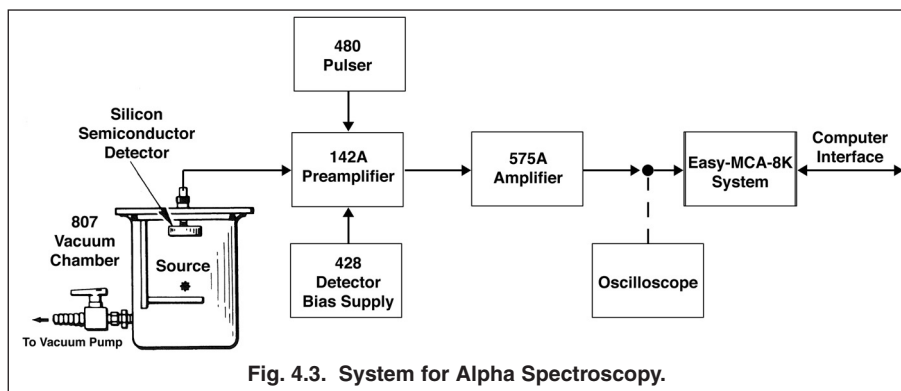 480
Pulser
Silicon
Semiconductor
Detector
142A
Preamplifier
575A
Amplifier
Easy-MCA-8K
System
Computer
Interface
807
Vacuum
Chamber
Source
428
Detector
Bias Supply
Oscilloscope
To Vacuum Pump
Fig. 4.3. System for Alpha Spectroscopy.